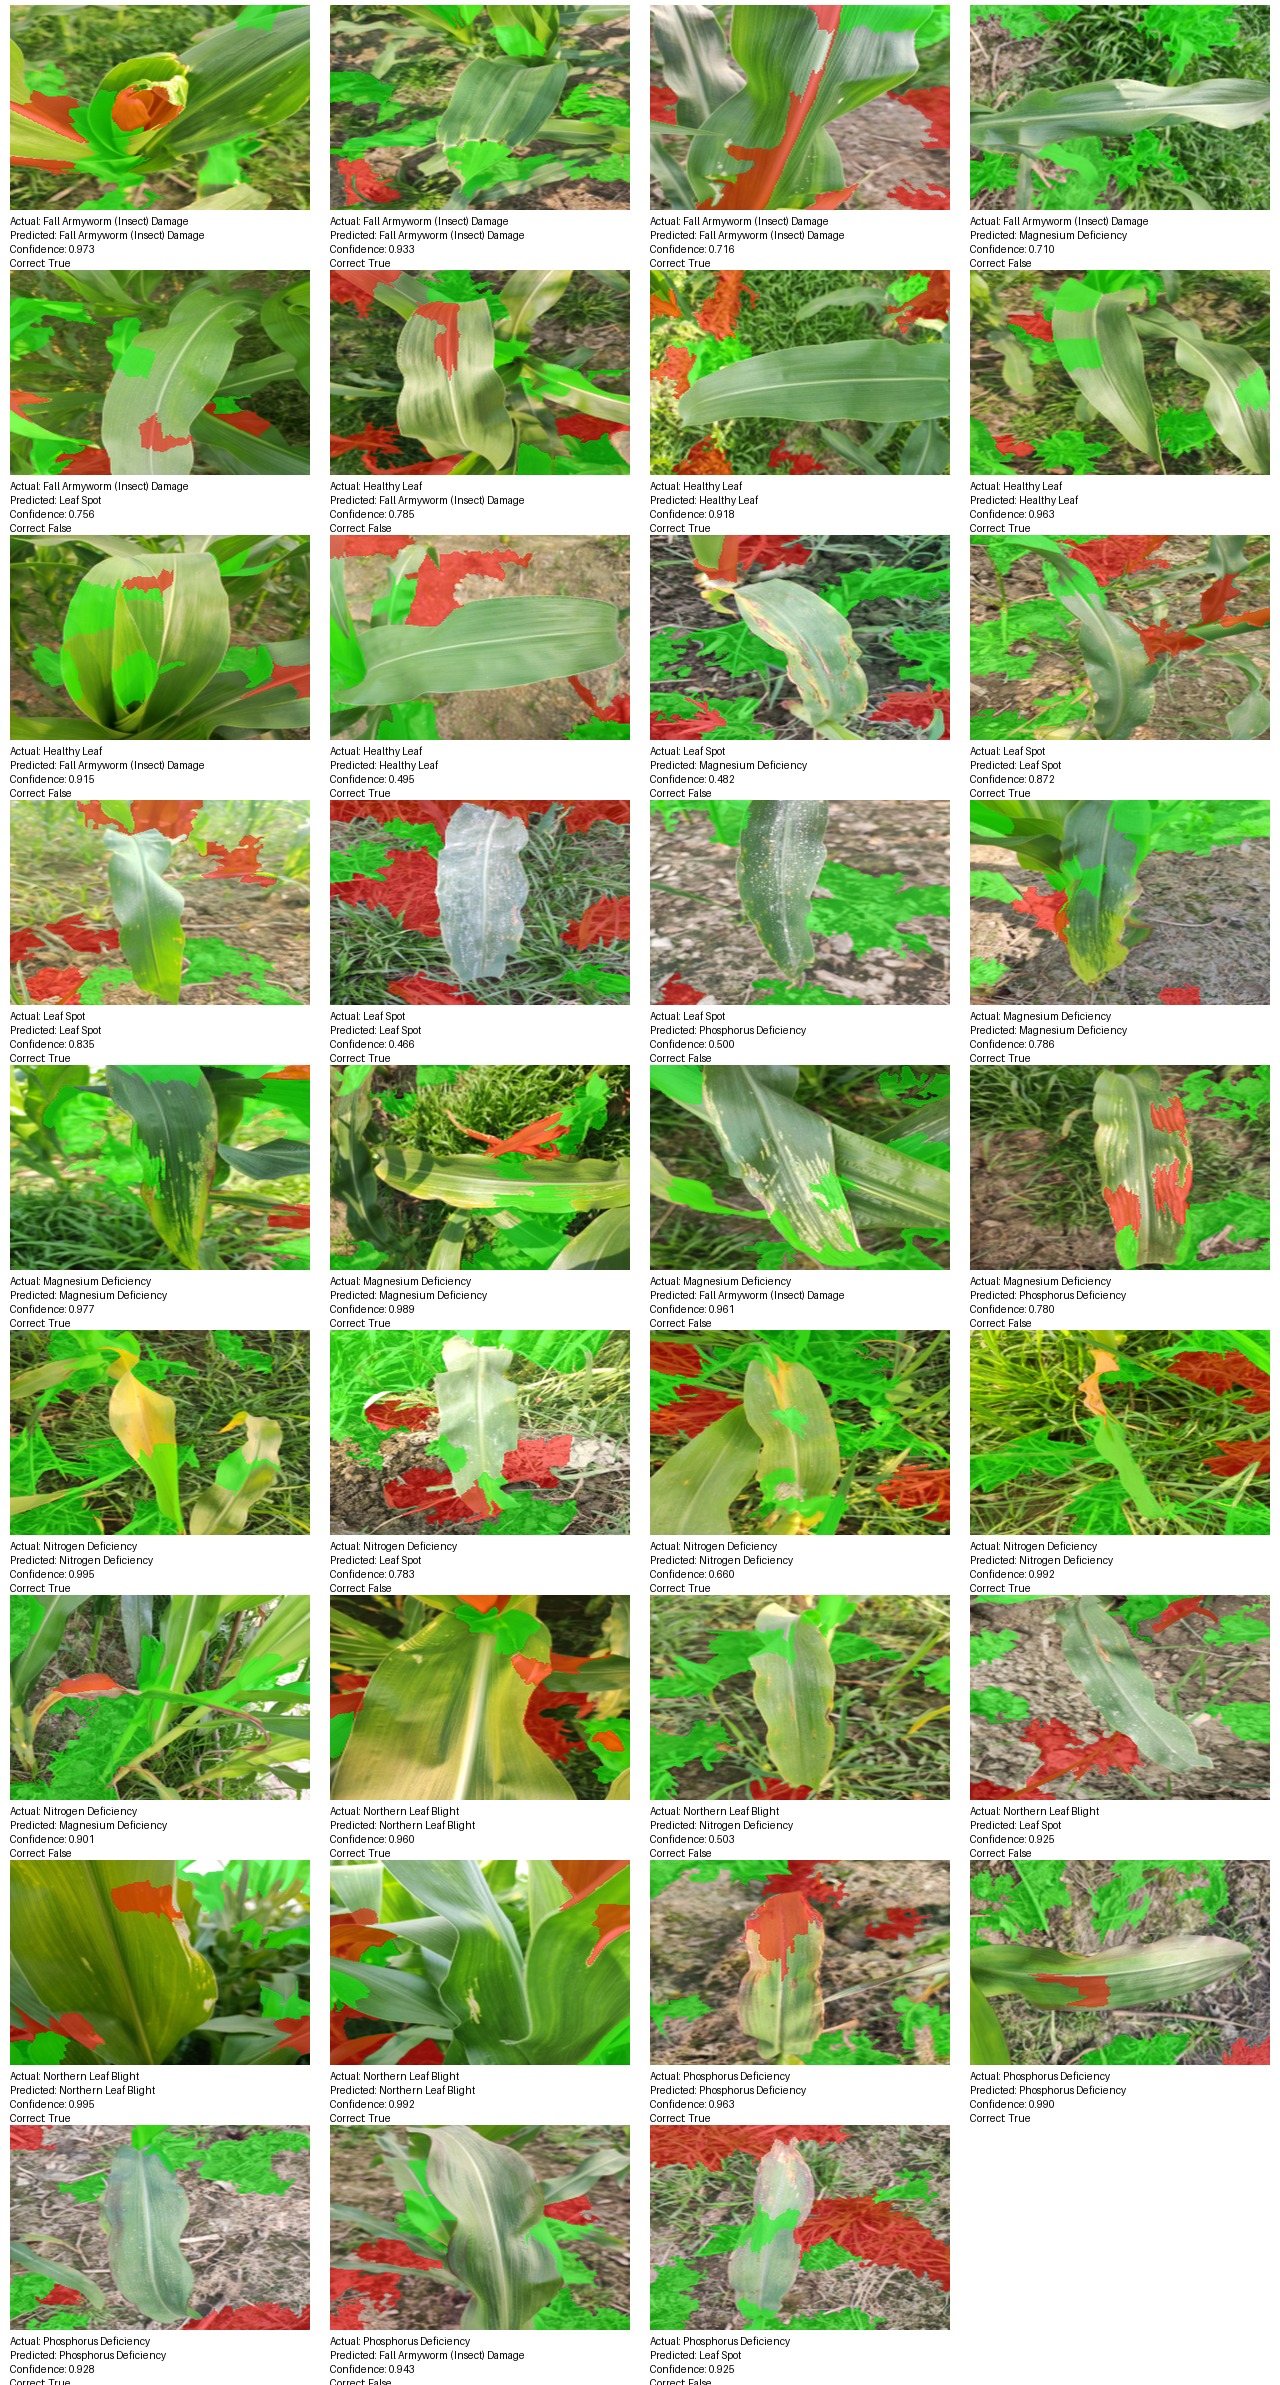 Actual: Fall Armyworm (Insect) Damage
Predicted: Fall Armyworm (Insect) Damage
Confidence: 0.973
Correct: True
Actual: Fall Armyworm (Insect) Damage
Predicted: Fall Armyworm (Insect) Damage
Confidence: 0.933
Correct: True
Actual: Fall Armyworm (Insect) Damage
Predicted: Fall Armyworm (Insect) Damage
Confidence: 0.716
Correct: True
Actual: Fall Armyworm (Insect) Damage
Predicted: Magnesium Deficiency
Confidence: 0.710
Correct: False
Actual: Fall Armyworm (Insect) Damage
Predicted: Leaf Spot
Confidence: 0.756
Correct: False
Actual: Healthy Leaf
Predicted: Fall Armyworm (Insect) Damage
Confidence: 0.785
Correct: False
Actual: Healthy Leaf
Predicted: Healthy Leaf
Confidence: 0.918
Correct: True
Actual: Healthy Leaf
Predicted: Healthy Leaf
Confidence: 0.963
Correct: True
Actual: Healthy Leaf
Predicted: Fall Armyworm (Insect) Damage
Confidence: 0.915
Correct: False
Actual: Healthy Leaf
Predicted: Healthy Leaf
Confidence: 0.495
Correct: True
Actual: Leaf Spot
Predicted: Magnesium Deficiency
Confidence: 0.482
Correct: False
Actual: Leaf Spot
Predicted: Leaf Spot
Confidence: 0.872
Correct: True
Actual: Leaf Spot
Predicted: Leaf Spot
Confidence: 0.835
Correct: True
Actual: Leaf Spot
Predicted: Leaf Spot
Confidence: 0.466
Correct: True
Actual: Leaf Spot
Predicted: Phosphorus Deficiency
Confidence: 0.500
Correct: False
Actual: Magnesium Deficiency
Predicted: Magnesium Deficiency
Confidence: 0.786
Correct: True
Actual: Magnesium Deficiency
Predicted: Magnesium Deficiency
Confidence: 0.977
Correct: True
Actual: Magnesium Deficiency
Predicted: Magnesium Deficiency
Confidence: 0.989
Correct: True
Actual: Magnesium Deficiency
Predicted: Fall Armyworm (Insect) Damage
Confidence: 0.961
Correct: False
Actual: Magnesium Deficiency
Predicted: Phosphorus Deficiency
Confidence: 0.780
Correct: False
Actual: Nitrogen Deficiency
Predicted: Nitrogen Deficiency
Confidence: 0.995
Correct: True
Actual: Nitrogen Deficiency
Predicted: Leaf Spot
Confidence: 0.783
Correct: False
Actual: Nitrogen Deficiency
Predicted: Nitrogen Deficiency
Confidence: 0.660
Correct: True
Actual: Nitrogen Deficiency
Predicted: Nitrogen Deficiency
Confidence: 0.992
Correct: True
Actual: Nitrogen Deficiency
Predicted: Magnesium Deficiency
Confidence: 0.901
Correct: False
Actual: Northern Leaf Blight
Predicted: Northern Leaf Blight
Confidence: 0.960
Correct: True
Actual: Northern Leaf Blight
Predicted: Nitrogen Deficiency
Confidence: 0.503
Correct: False
Actual: Northern Leaf Blight
Predicted: Leaf Spot
Confidence: 0.925
Correct: False
Actual: Northern Leaf Blight
Predicted: Northern Leaf Blight
Confidence: 0.995
Correct: True
Actual: Northern Leaf Blight
Predicted: Northern Leaf Blight
Confidence: 0.992
Correct: True
Actual: Phosphorus Deficiency
Predicted: Phosphorus Deficiency
Confidence: 0.963
Correct: True
Actual: Phosphorus Deficiency
Predicted: Phosphorus Deficiency
Confidence: 0.990
Correct: True
Actual: Phosphorus Deficiency
Predicted: Phosphorus Deficiency
Confidence: 0.928
Correct: True
Actual: Phosphorus Deficiency
Predicted: Fall Armyworm (Insect) Damage
Confidence: 0.943
Correct: False
Actual: Phosphorus Deficiency
Predicted: Leaf Spot
Confidence: 0.925
Correct: False